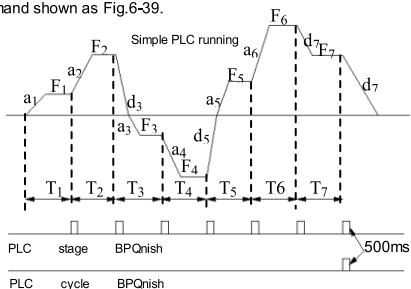 mand shown as Fig.6-39.
F6
Simple PLC running
F2
a6
d7
F7
a2
F5
a1
F1
d7
d3
a5
a3
F3
d5
a4
F4
T1
T2
T3
T4
T5
T6
T7
PLC stage BPQnish
500ms
PLC cycle BPQnish